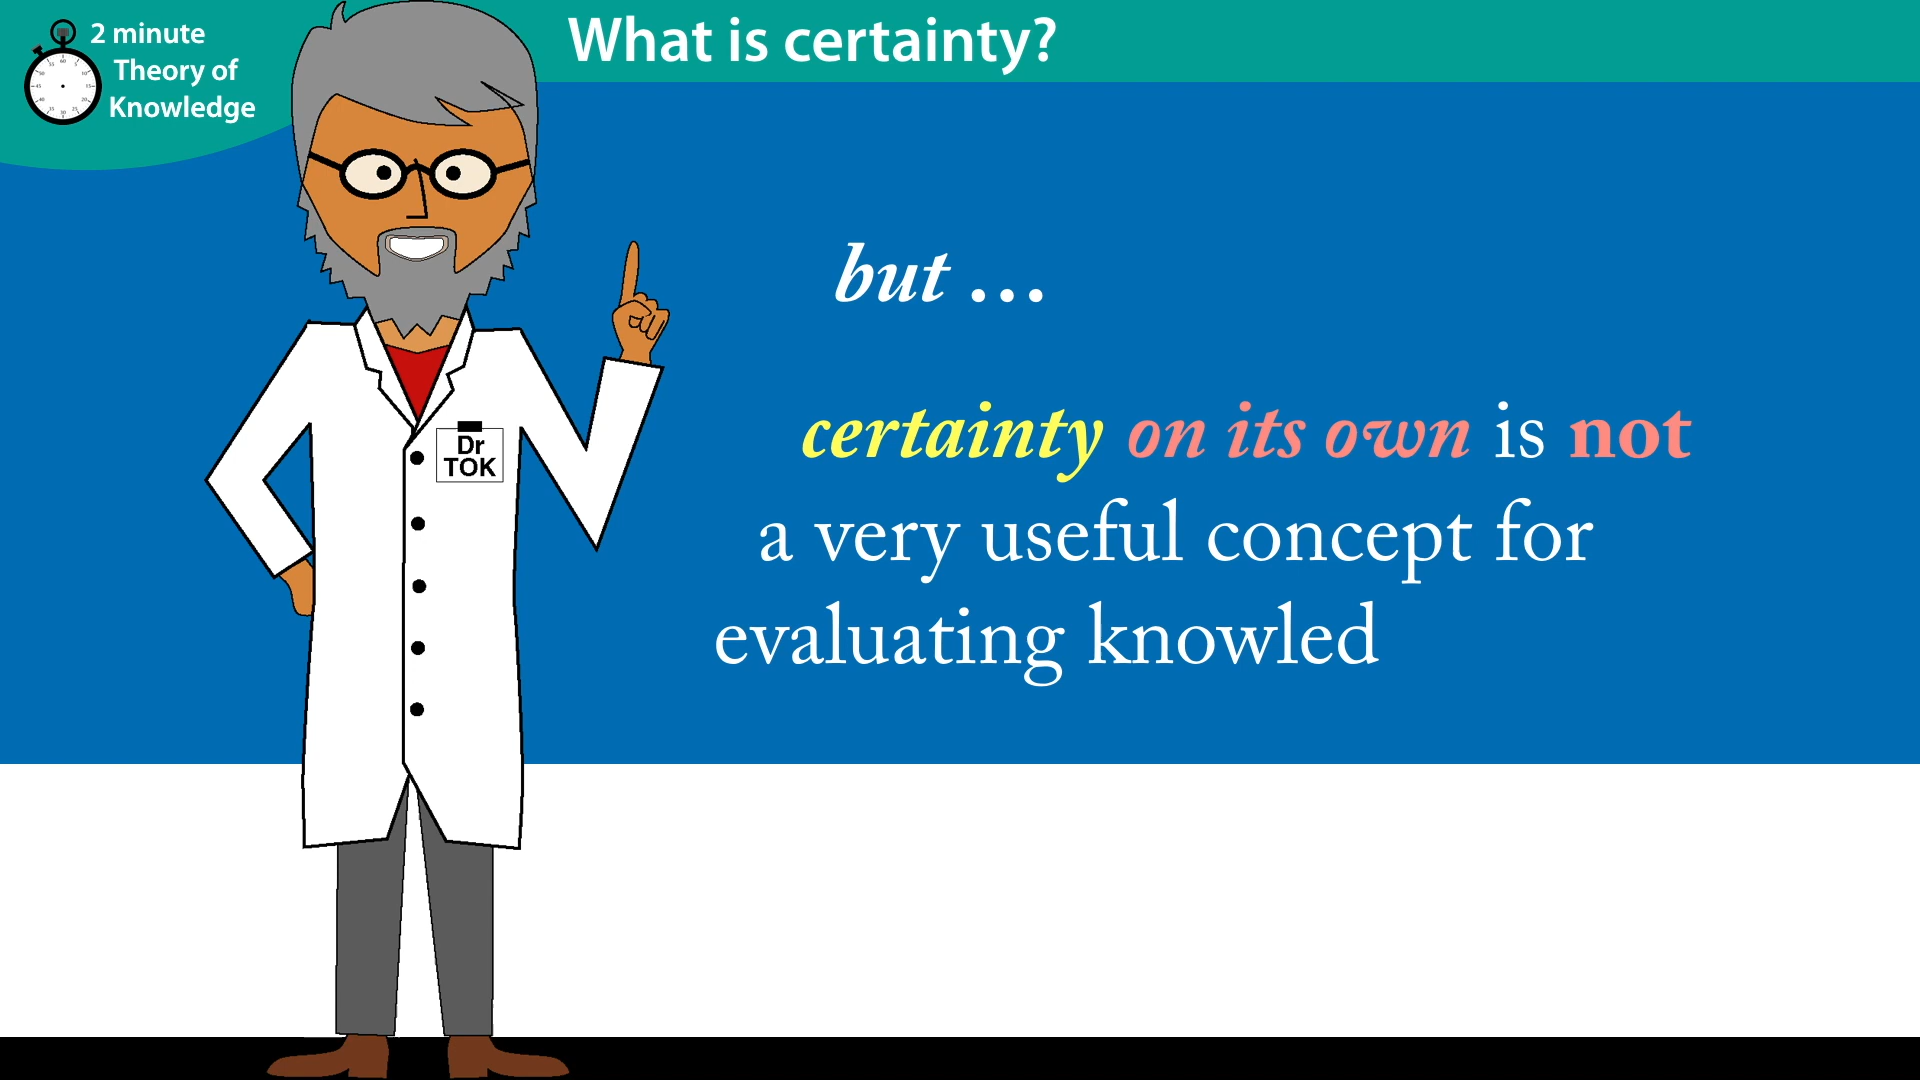 2 minute
Theory of
Knowledge
What is certainty?
but ...
certainty on its own is not
a very useful concept for
evaluating knowled
Dr
TOK